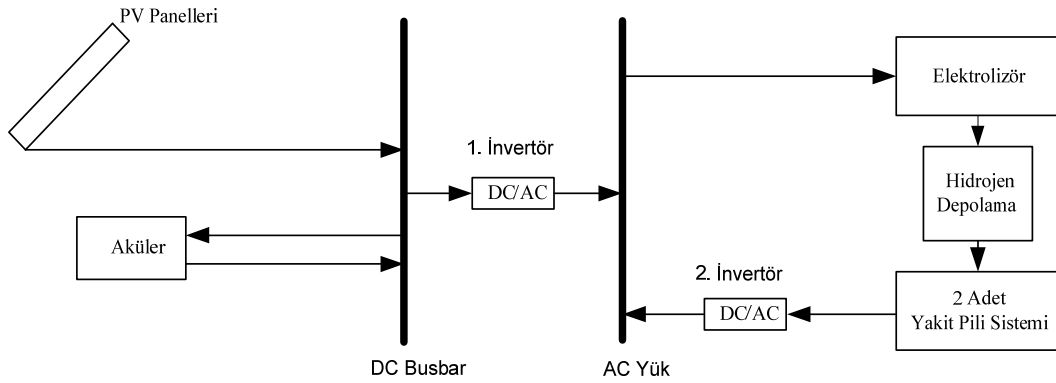 PV Panelleri
Elektrolizör
1. İnvertör
DC/AC
Hidrojen
Depolama
Aküler
2. İnvertör
DC/AC
2 Adet
Yakit Pili Sistemi
DC Busbar
AC Yük